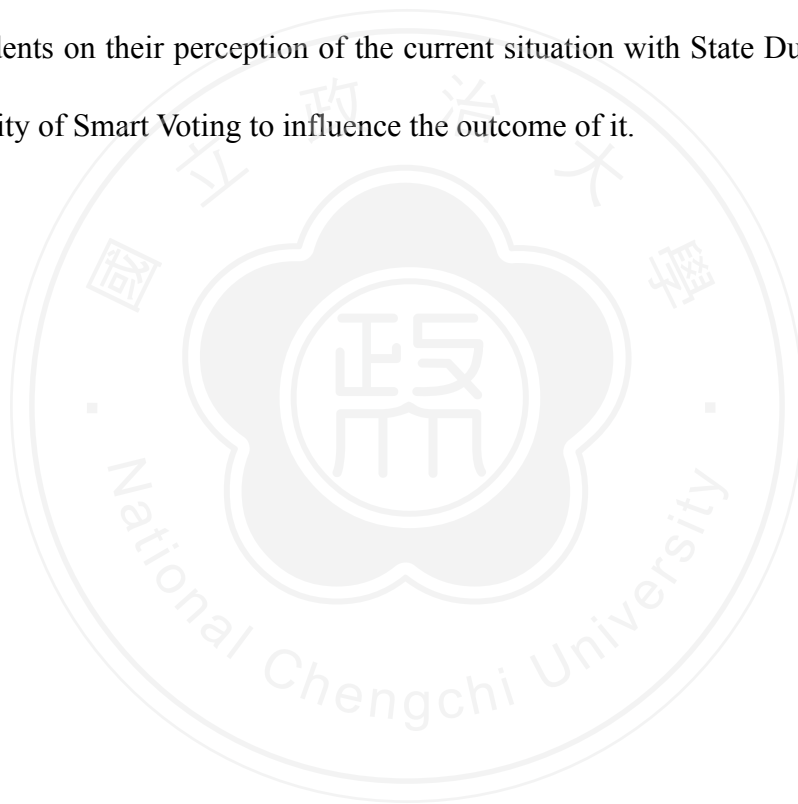 dents on their perception of the current situation with State Du
ity of Smart Voting to influence the outcome of it.
國立政治大學
政
National Chengchi University